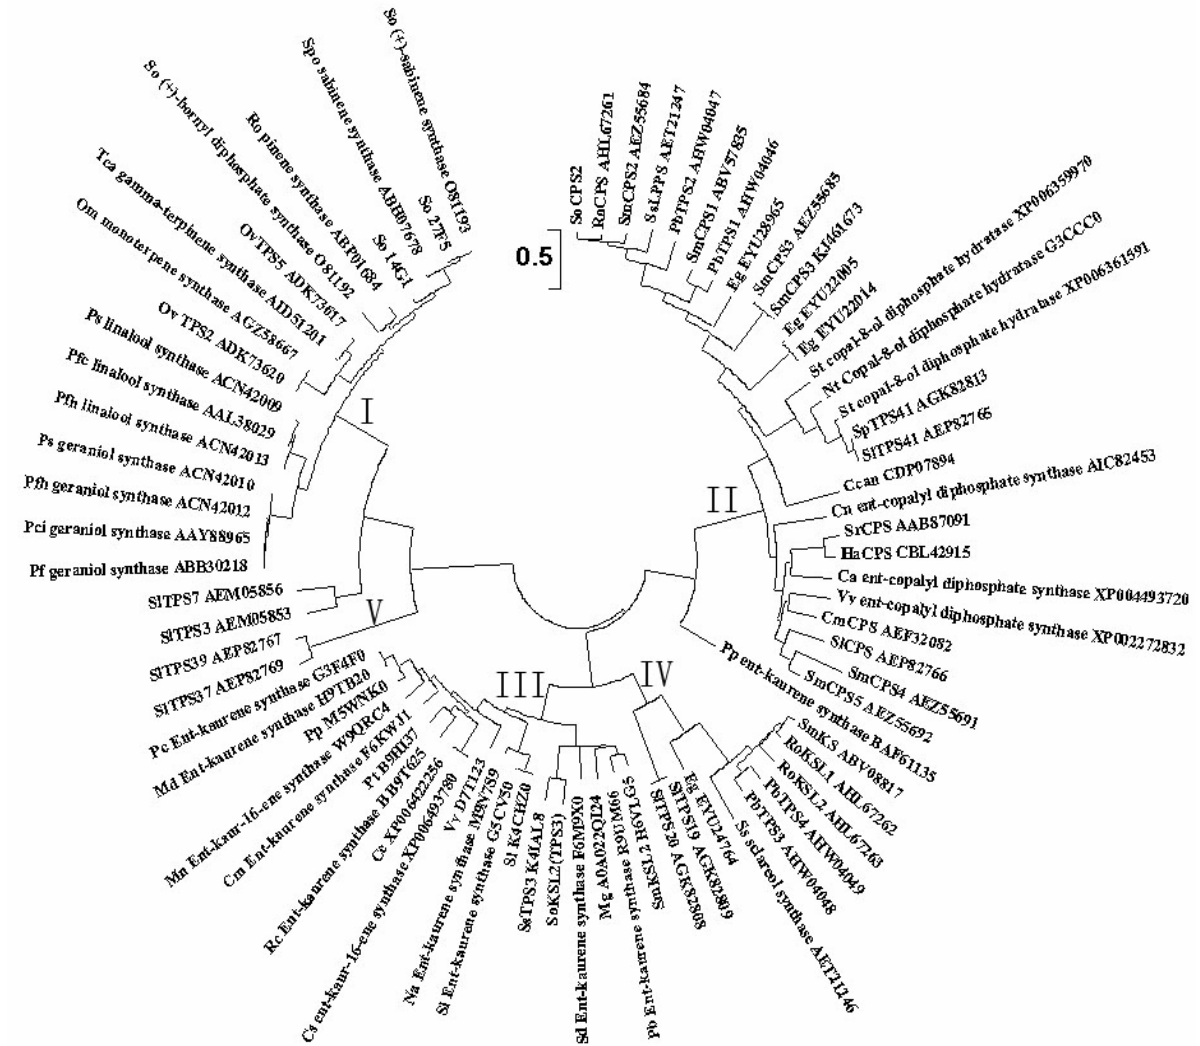 So (+)-sabinene synthase O81193
Spo sabinene synthase ABH07678
So 27F5
So (+)-bornyl diphosphate synthase O81192
Ro pinene synthase ABP01684
So 14G1
Tca gamma-terpinene synthase AID51201
OvTPS5 ADK73617
Om monoterpene synthase AGZ58667
Ov TPS2 ADK73620
Ps linalool synthase ACN42009
Pfc linalool synthase AAL38029
Pfh linalool synthase ACN42013
Ps geraniol synthase ACN42010
Pfh geraniol synthase ACN42012
Pci geraniol synthase AAY88965
Pf geraniol synthase ABB30218
SlTPS7 AEM05856
SlTPS3 AEM05853
SlTPS39 AEP82767
SlTPS37 AEP82769
Pc Ent-kaurene synthase G3F4F0
Md Ent-kaurene synthase H9TB20
Pp M5WNK0
Mn Ent-kaur-16-ene synthase W9QRC4
Cm Ent-knurene synthase F6KWJ1
Pt B9HI37
Rc Ent-kaurene synthase BB9T625
Cc XP006422256
Cs ent-kaur-16-ene synthase XP006493780
Vv D7T123
Na Ent-kaurene synthase M9N7S9
Si Ent-kaurene synthase G5CV50
Sl K4CHZ0
SsTPS3 K4IAL8
SoKSL2(TPS3)
Sd Ent-kaurene synthase F6M9X0
Mg A0A022QI24
Pb Ent-kaurene synthase R9UM66
SmKSL2 H6VLG5
SlTPS20 AGK82808
SlTPS19 AGK82809
Eg EYU24764
Ss sclareol synthase AET21246
PbTPS3 AHW04048
PbTPS4 AHW04049
RoKSL2 AHL67263
RoKSL1 AHL67262
SmKS ABV08817
Pp ent-kaurene synthase BAF61135
SmCPS5 AEZ55692
SmCPS4 AEZ55691
SlCPS AEP82766
CmCPS AEF32082
Vv ent-copalyl diphosphate synthase XP002272832
Ca ent-copalyl diphosphate synthase XP004493720
HaCPS CBL42915
SrCPS AAB87091
Cn ent-copalyl diphosphate synthase AIC82453
Ccan CDP07894
SlTPS41 AEP82765
SpTPS41 AGK82813
St copal-8-ol diphosphate hydratase XP006361591
Nt Copal-8-ol diphosphate hydratase G3CCC0
St copal-8-ol diphosphate hydratase XP006359970
Eg EYU22014
Eg EYU22005
SmCPS3 KJ461673
SmCPS3 AEZ55685
Eg EYU28965
PbTPS1 AHW04046
SmCPS1 ABV57835
PbTPS2 AHW04047
SsLPPS AET21247
SmCPS2 AEZ55684
RoCPS AHL67261
So CPS2
0.5
I
II
V
III
IV